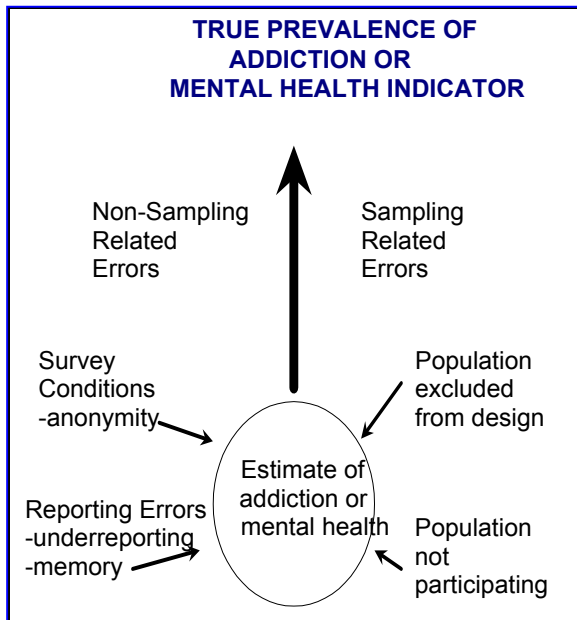 TRUE PREVALENCE OF
ADDICTION OR
MENTAL HEALTH INDICATOR
Non-Sampling
Related
Errors
Sampling
Related
Errors
Survey
Conditions
-anonymity
Population
excluded
from design
Estimate of
addiction or
mental health
Reporting Errors
-underreporting
-memory
Population
not
participating